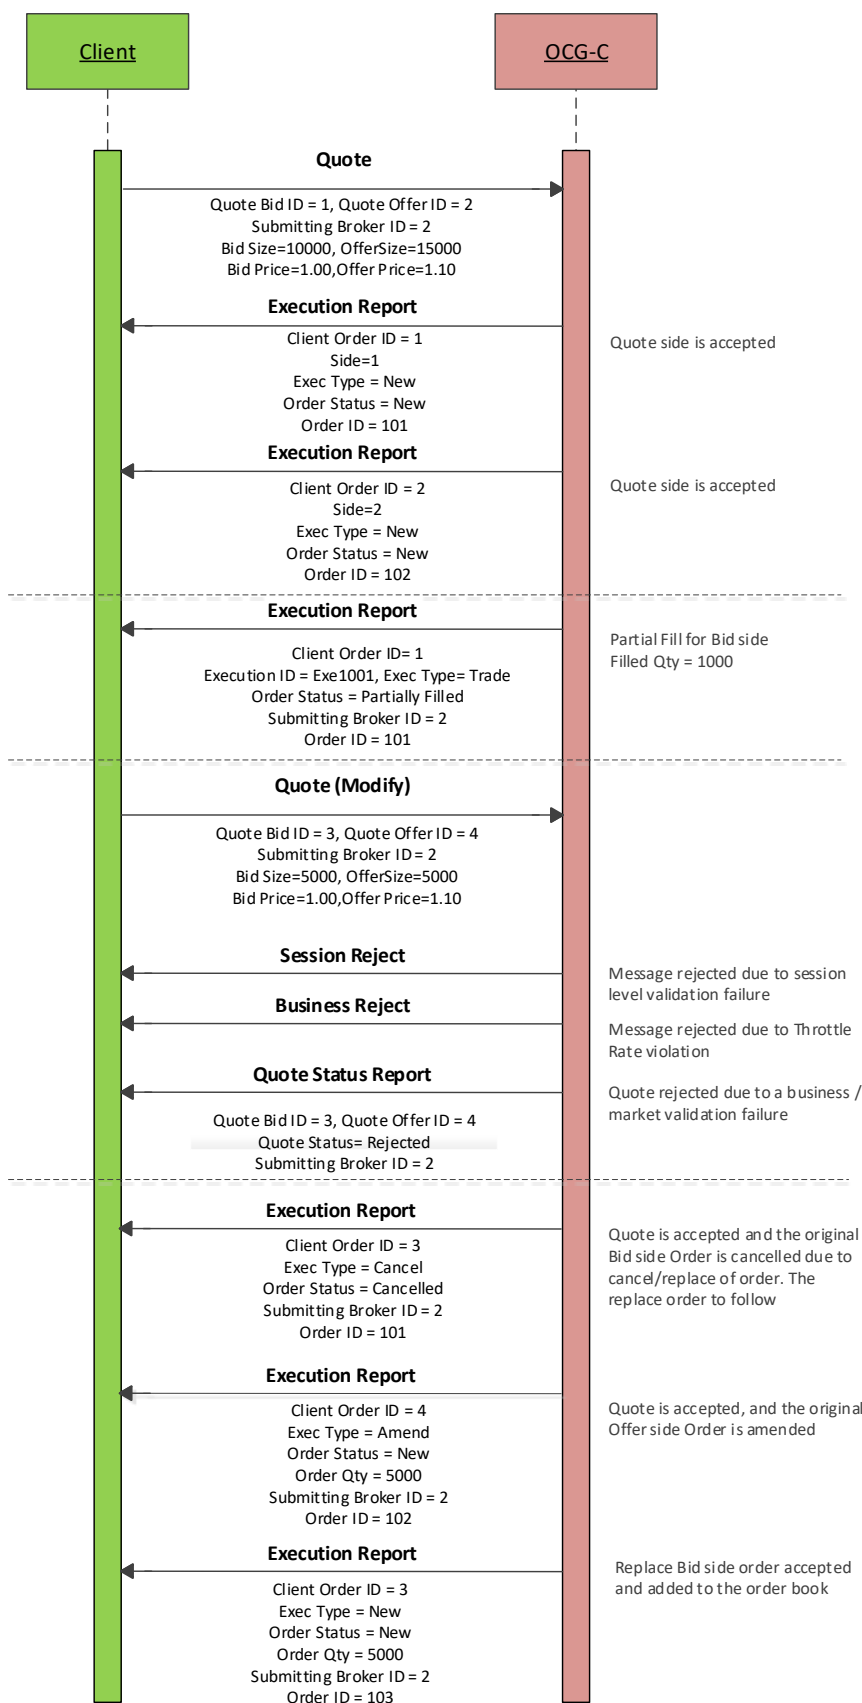 Client
OCG-C
Quote
Quote Bid ID = 1, Quote Offer ID = 2
Submitting Broker ID = 2
Bid Size=10000, OfferSize=15000
Bid Price=1.00,Offer Price=1.10
Execution Report
Client Order ID = 1
Side=1
Exec Type = New
Order Status = New
Order ID = 101
Quote side is accepted
Execution Report
Client Order ID = 2
Side=2
Exec Type = New
Order Status = New
Order ID = 102
Quote side is accepted
Execution Report
Client Order ID= 1
Execution ID = Exe1001, Exec Type= Trade
Order Status = Partially Filled
Submitting Broker ID = 2
Order ID = 101
Partial Fill for Bid side
Filled Qty = 1000
Quote (Modify)
Quote Bid ID = 3, Quote Offer ID = 4
Submitting Broker ID = 2
Bid Size=5000, OfferSize=5000
Bid Price=1.00,Offer Price=1.10
Session Reject
Message rejected due to session
level validation failure
Business Reject
Message rejected due to Throttle
Rate violation
Quote Status Report
Quote Bid ID = 3, Quote Offer ID = 4
Quote Status= Rejected
Submitting Broker ID = 2
Quote rejected due to a business /
market validation failure
Execution Report
Client Order ID = 3
Exec Type = Cancel
Order Status = Cancelled
Submitting Broker ID = 2
Order ID = 101
Quote is accepted and the original
Bid side Order is cancelled due to
cancel/replace of order. The
replace order to follow
Execution Report
Client Order ID = 4
Exec Type = Amend
Order Status = New
Order Qty = 5000
Submitting Broker ID = 2
Order ID = 102
Quote is accepted, and the original
Offer side Order is amended
Execution Report
Client Order ID = 3
Exec Type = New
Order Status = New
Order Qty = 5000
Submitting Broker ID = 2
Order ID = 103
Replace Bid side order accepted
and added to the order book